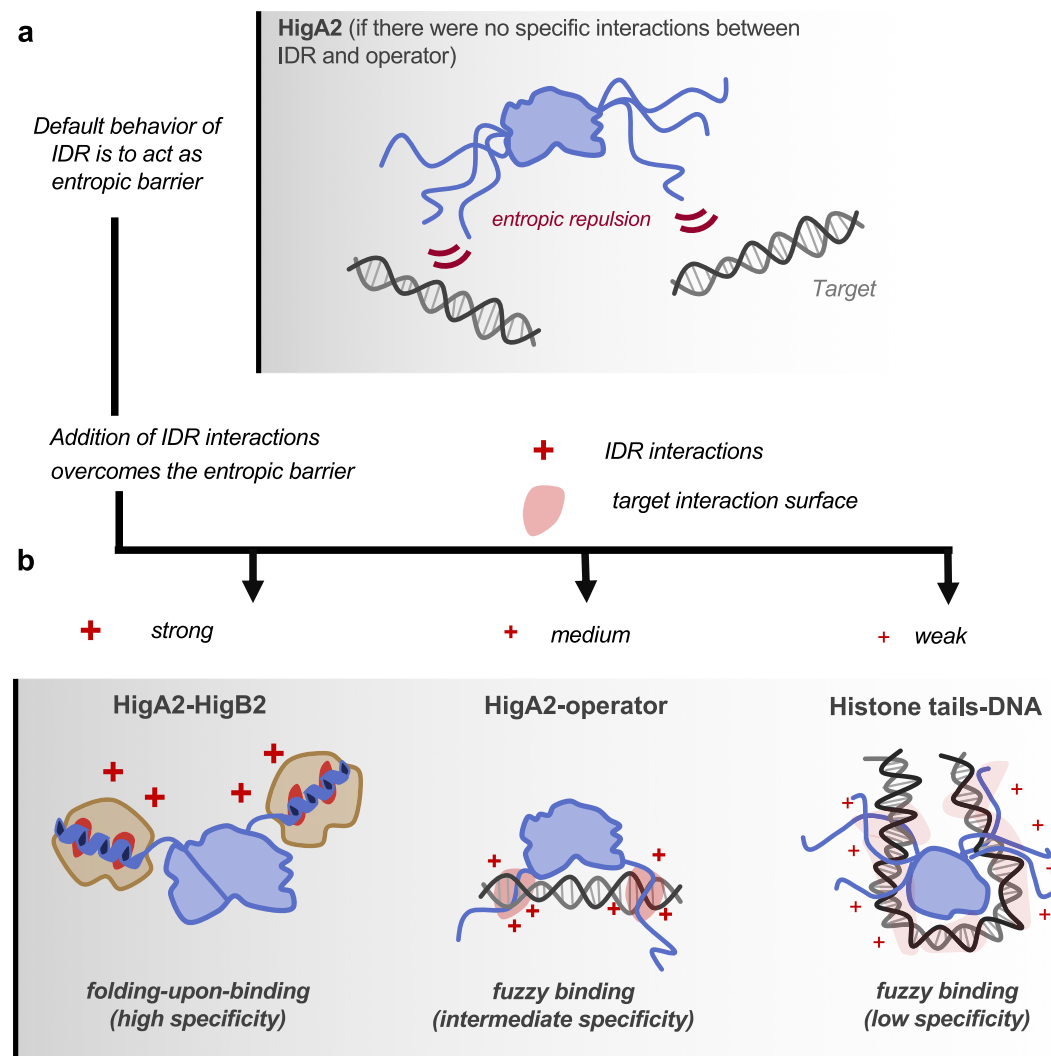 a
HigA2 (if there were no specific interactions between
IDR and operator)
Default behavior of
IDR is to act as
entropic barrier
entropic repulsion
Target
Addition of IDR interactions
overcomes the entropic barrier
+ IDR interactions
target interaction surface
b
+ strong
+ medium
+ weak
HigA2-HigB2
HigA2-operator
Histone tails-DNA
folding-upon-binding
(high specificity)
fuzzy binding
(intermediate specificity)
fuzzy binding
(low specificity)